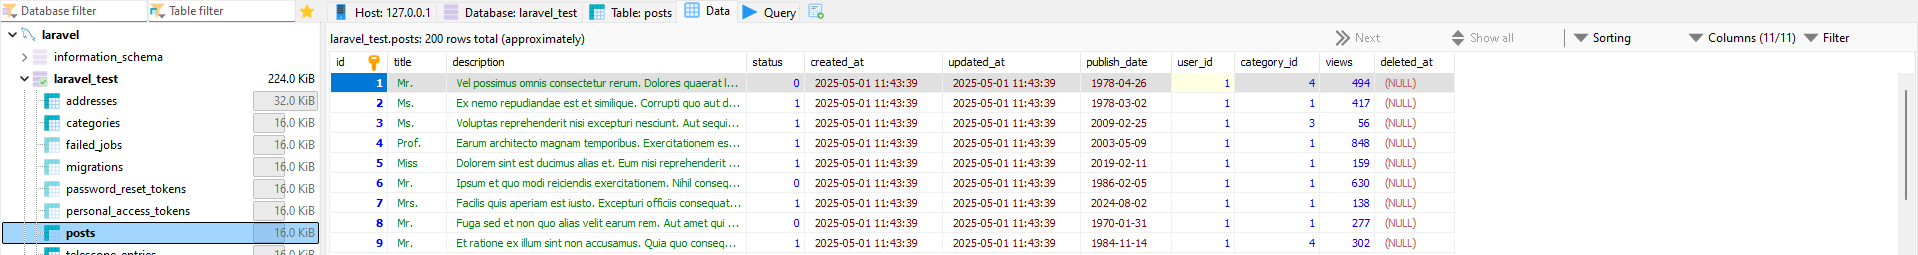 Database filter Table filter
Host: 127.0.0.1 Database: laravel_test Table: posts Data Query
laravel
information_schema
laravel_test 224.0 KiB
addresses 32.0 KiB
categories 16.0 KiB
failed_jobs 16.0 KiB
migrations 16.0 KiB
password_reset_tokens 16.0 KiB
personal_access_tokens 16.0 KiB
posts 16.0 KiB
telescope_entries 16.0 KiB
laravel_test.posts: 200 rows total (approximately) Next Show all Sorting Columns (11/11) Filter
id title description status created_at updated_at publish_date user_id category_id views deleted_at
1 Mr. Vel possimus omnis consectetur rerum. Dolores quaerat l... 0 2025-05-01 11:43:39 2025-05-01 11:43:39 1978-04-26 1 4 494 (NULL)
2 Ms. Ex nemo repudiandae est et similique. Corrupti quo aut d... 1 2025-05-01 11:43:39 2025-05-01 11:43:39 1978-03-02 1 1 417 (NULL)
3 Ms. Voluptas reprehenderit nisi excepturi nesciunt. Aut sequi... 1 2025-05-01 11:43:39 2025-05-01 11:43:39 2009-02-25 1 3 56 (NULL)
4 Prof. Earum architecto magnam temporibus. Exercitationem es... 1 2025-05-01 11:43:39 2025-05-01 11:43:39 2003-05-09 1 1 848 (NULL)
5 Miss Dolorem sint est ducimus alias et. Eum nisi reprehenderit ... 1 2025-05-01 11:43:39 2025-05-01 11:43:39 2019-02-11 1 1 159 (NULL)
6 Mr. Ipsum et quo modi reiciendis exercitationem. Nihil conseq... 0 2025-05-01 11:43:39 2025-05-01 11:43:39 1986-02-05 1 1 630 (NULL)
7 Mrs. Facilis quis aperiam est iusto. Excepturi officiis consequat... 1 2025-05-01 11:43:39 2025-05-01 11:43:39 2024-08-02 1 1 138 (NULL)
8 Mr. Fuga sed et non quo alias velit earum rem. Aut amet qui ... 0 2025-05-01 11:43:39 2025-05-01 11:43:39 1970-01-31 1 1 277 (NULL)
9 Mr. Et ratione ex illum sint non accusamus. Quia quo conseq... 1 2025-05-01 11:43:39 2025-05-01 11:43:39 1984-11-14 1 4 302 (NULL)